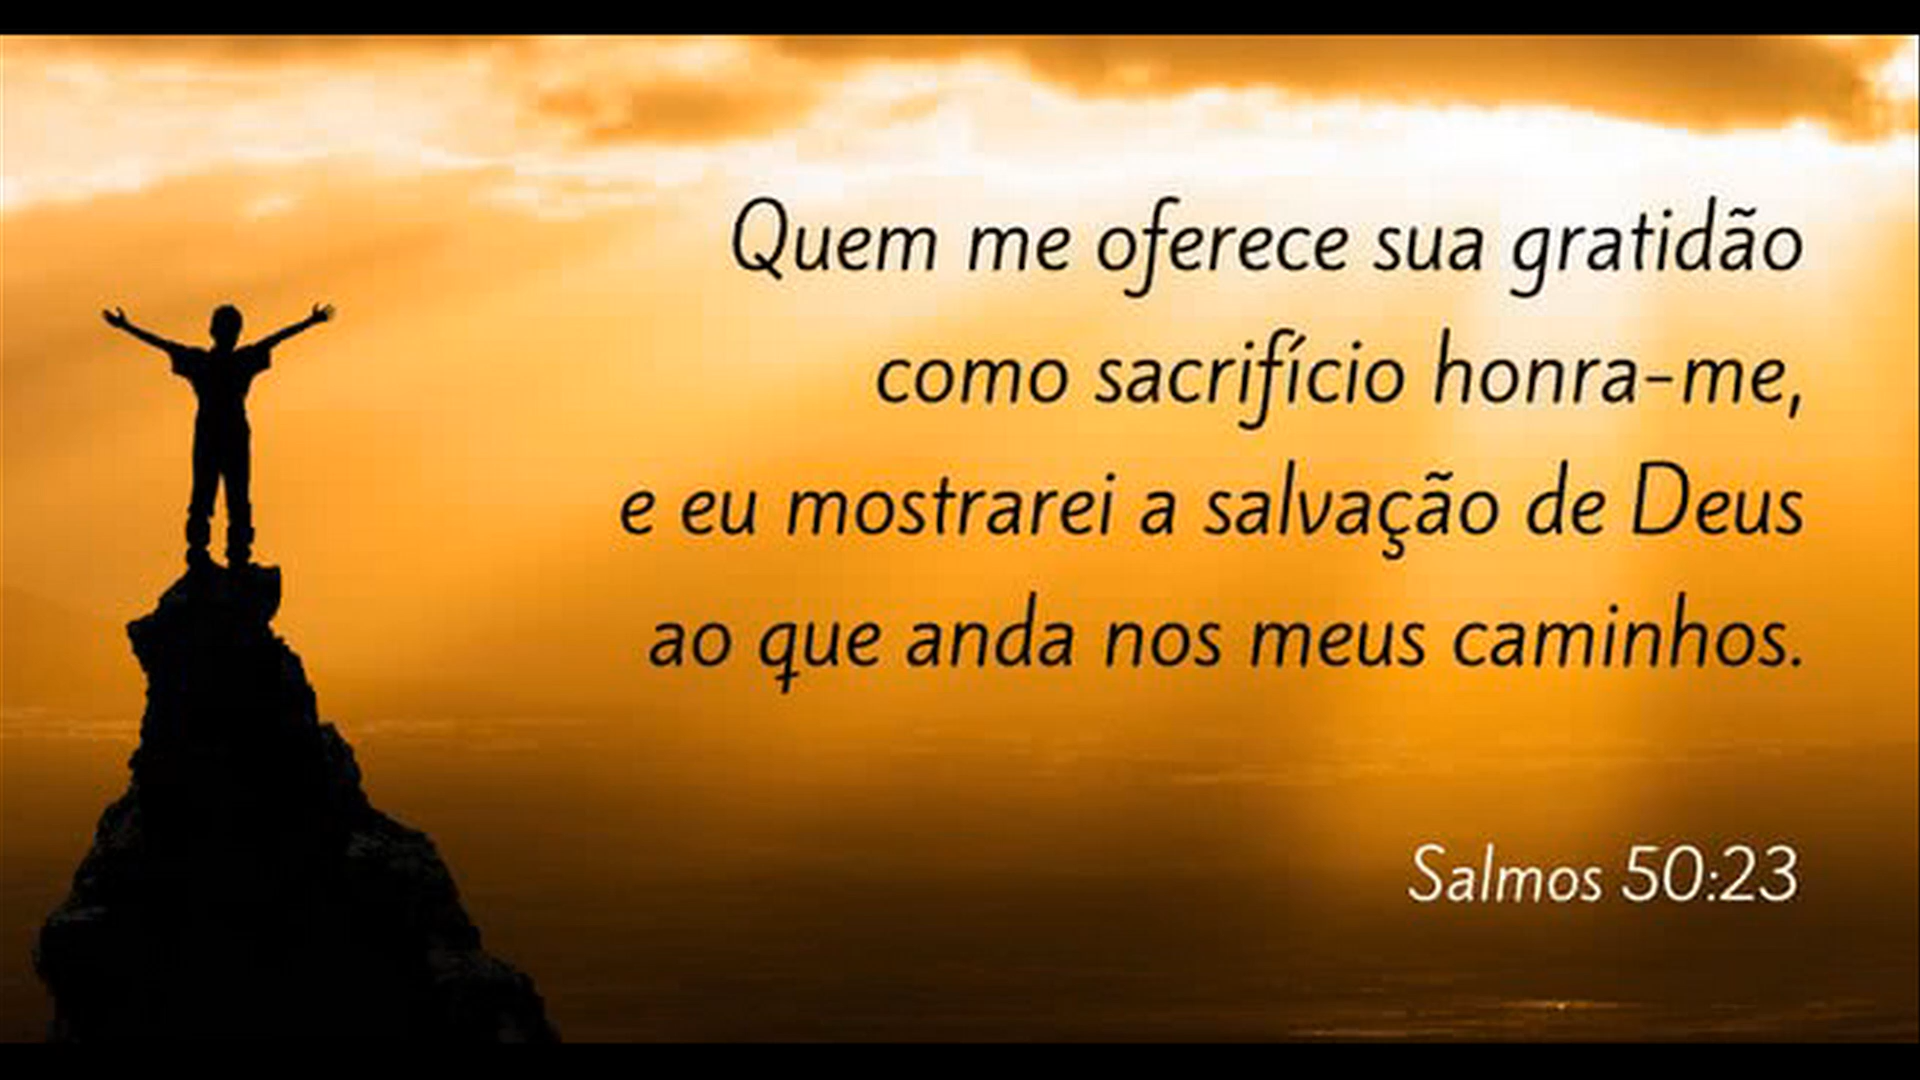 Quem me oferece sua gratidão
como sacrifício honra-me,
e eu mostrarei a salvação de Deus
ao que anda nos meus caminhos.
Salmos 50:23